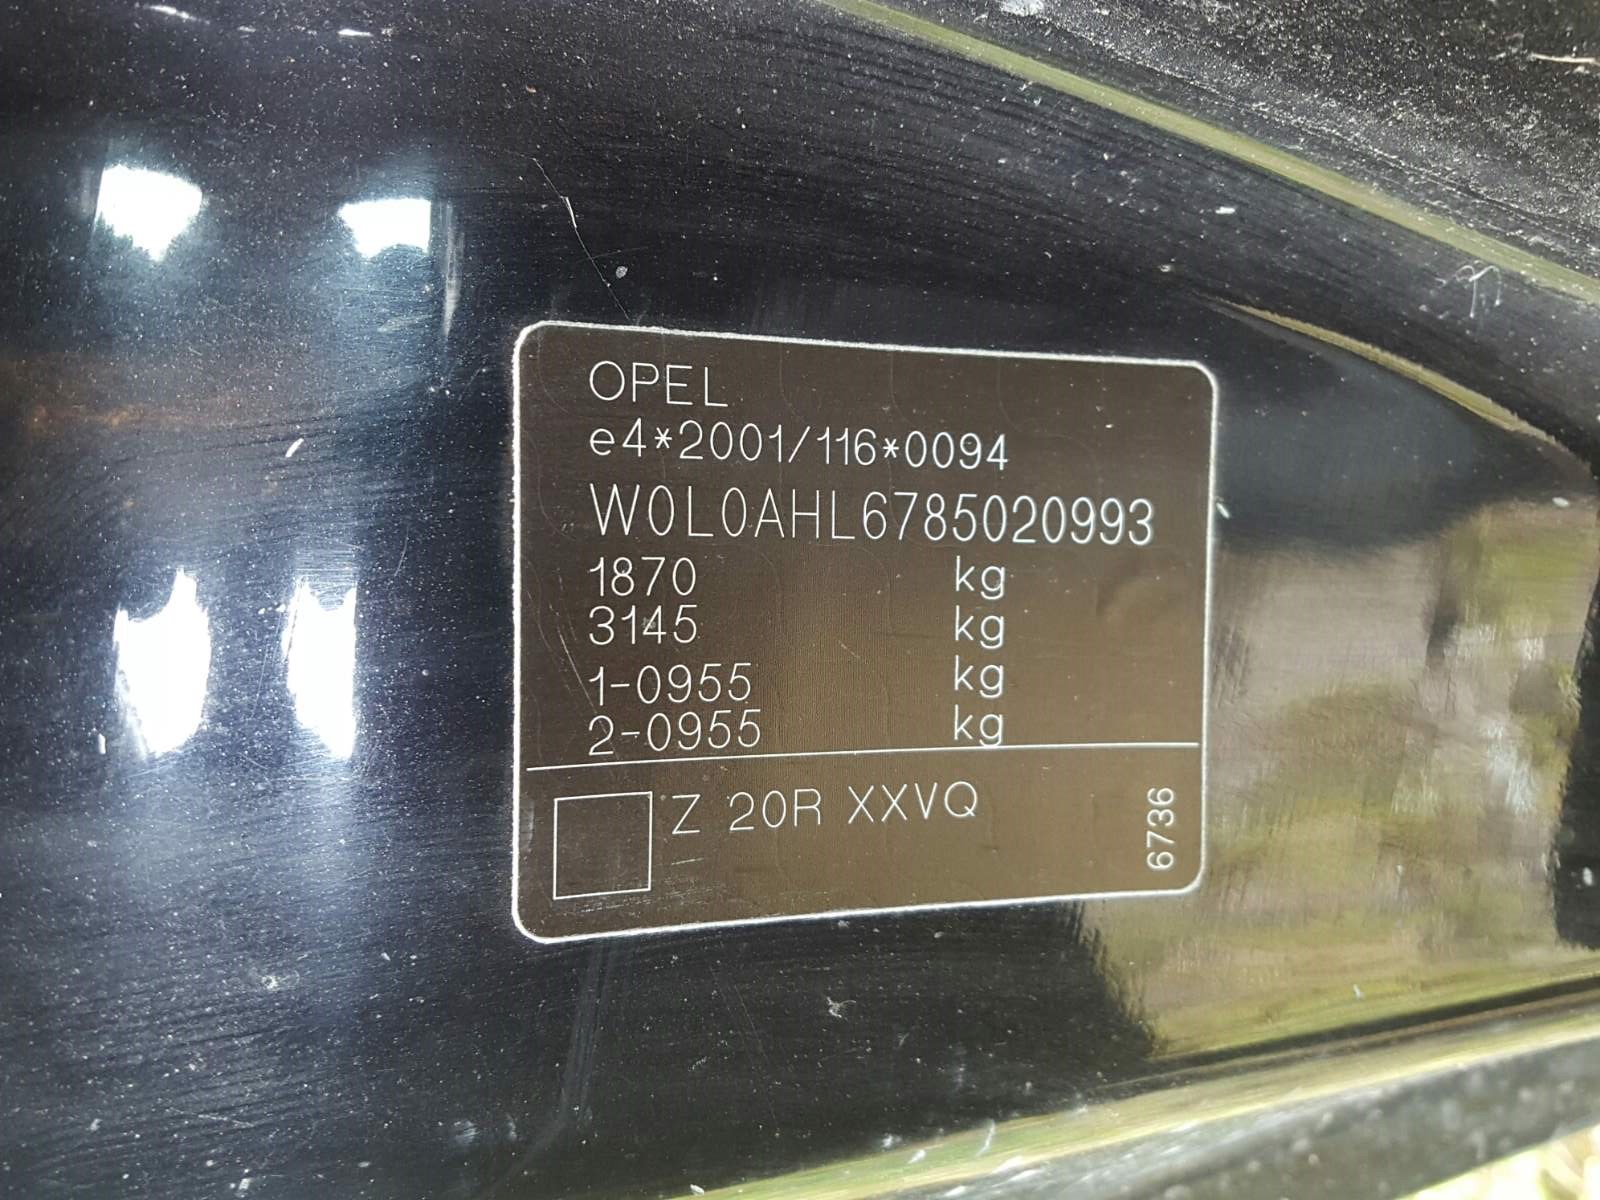 OPEL
e4*2001/116*0094
W0L0AHL6785020993
1870 kg
3145 kg
1-0955 kg
2-0955 kg
Z 20R XXVQ
6736